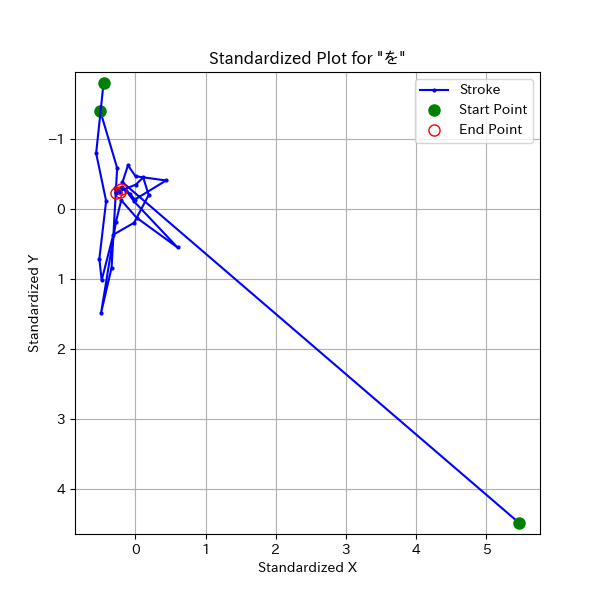 Standardized Plot for "を"
Stroke
Start Point
End Point
−1
0
1
2
3
4
Standardized Y
0
1
2
3
4
5
Standardized X